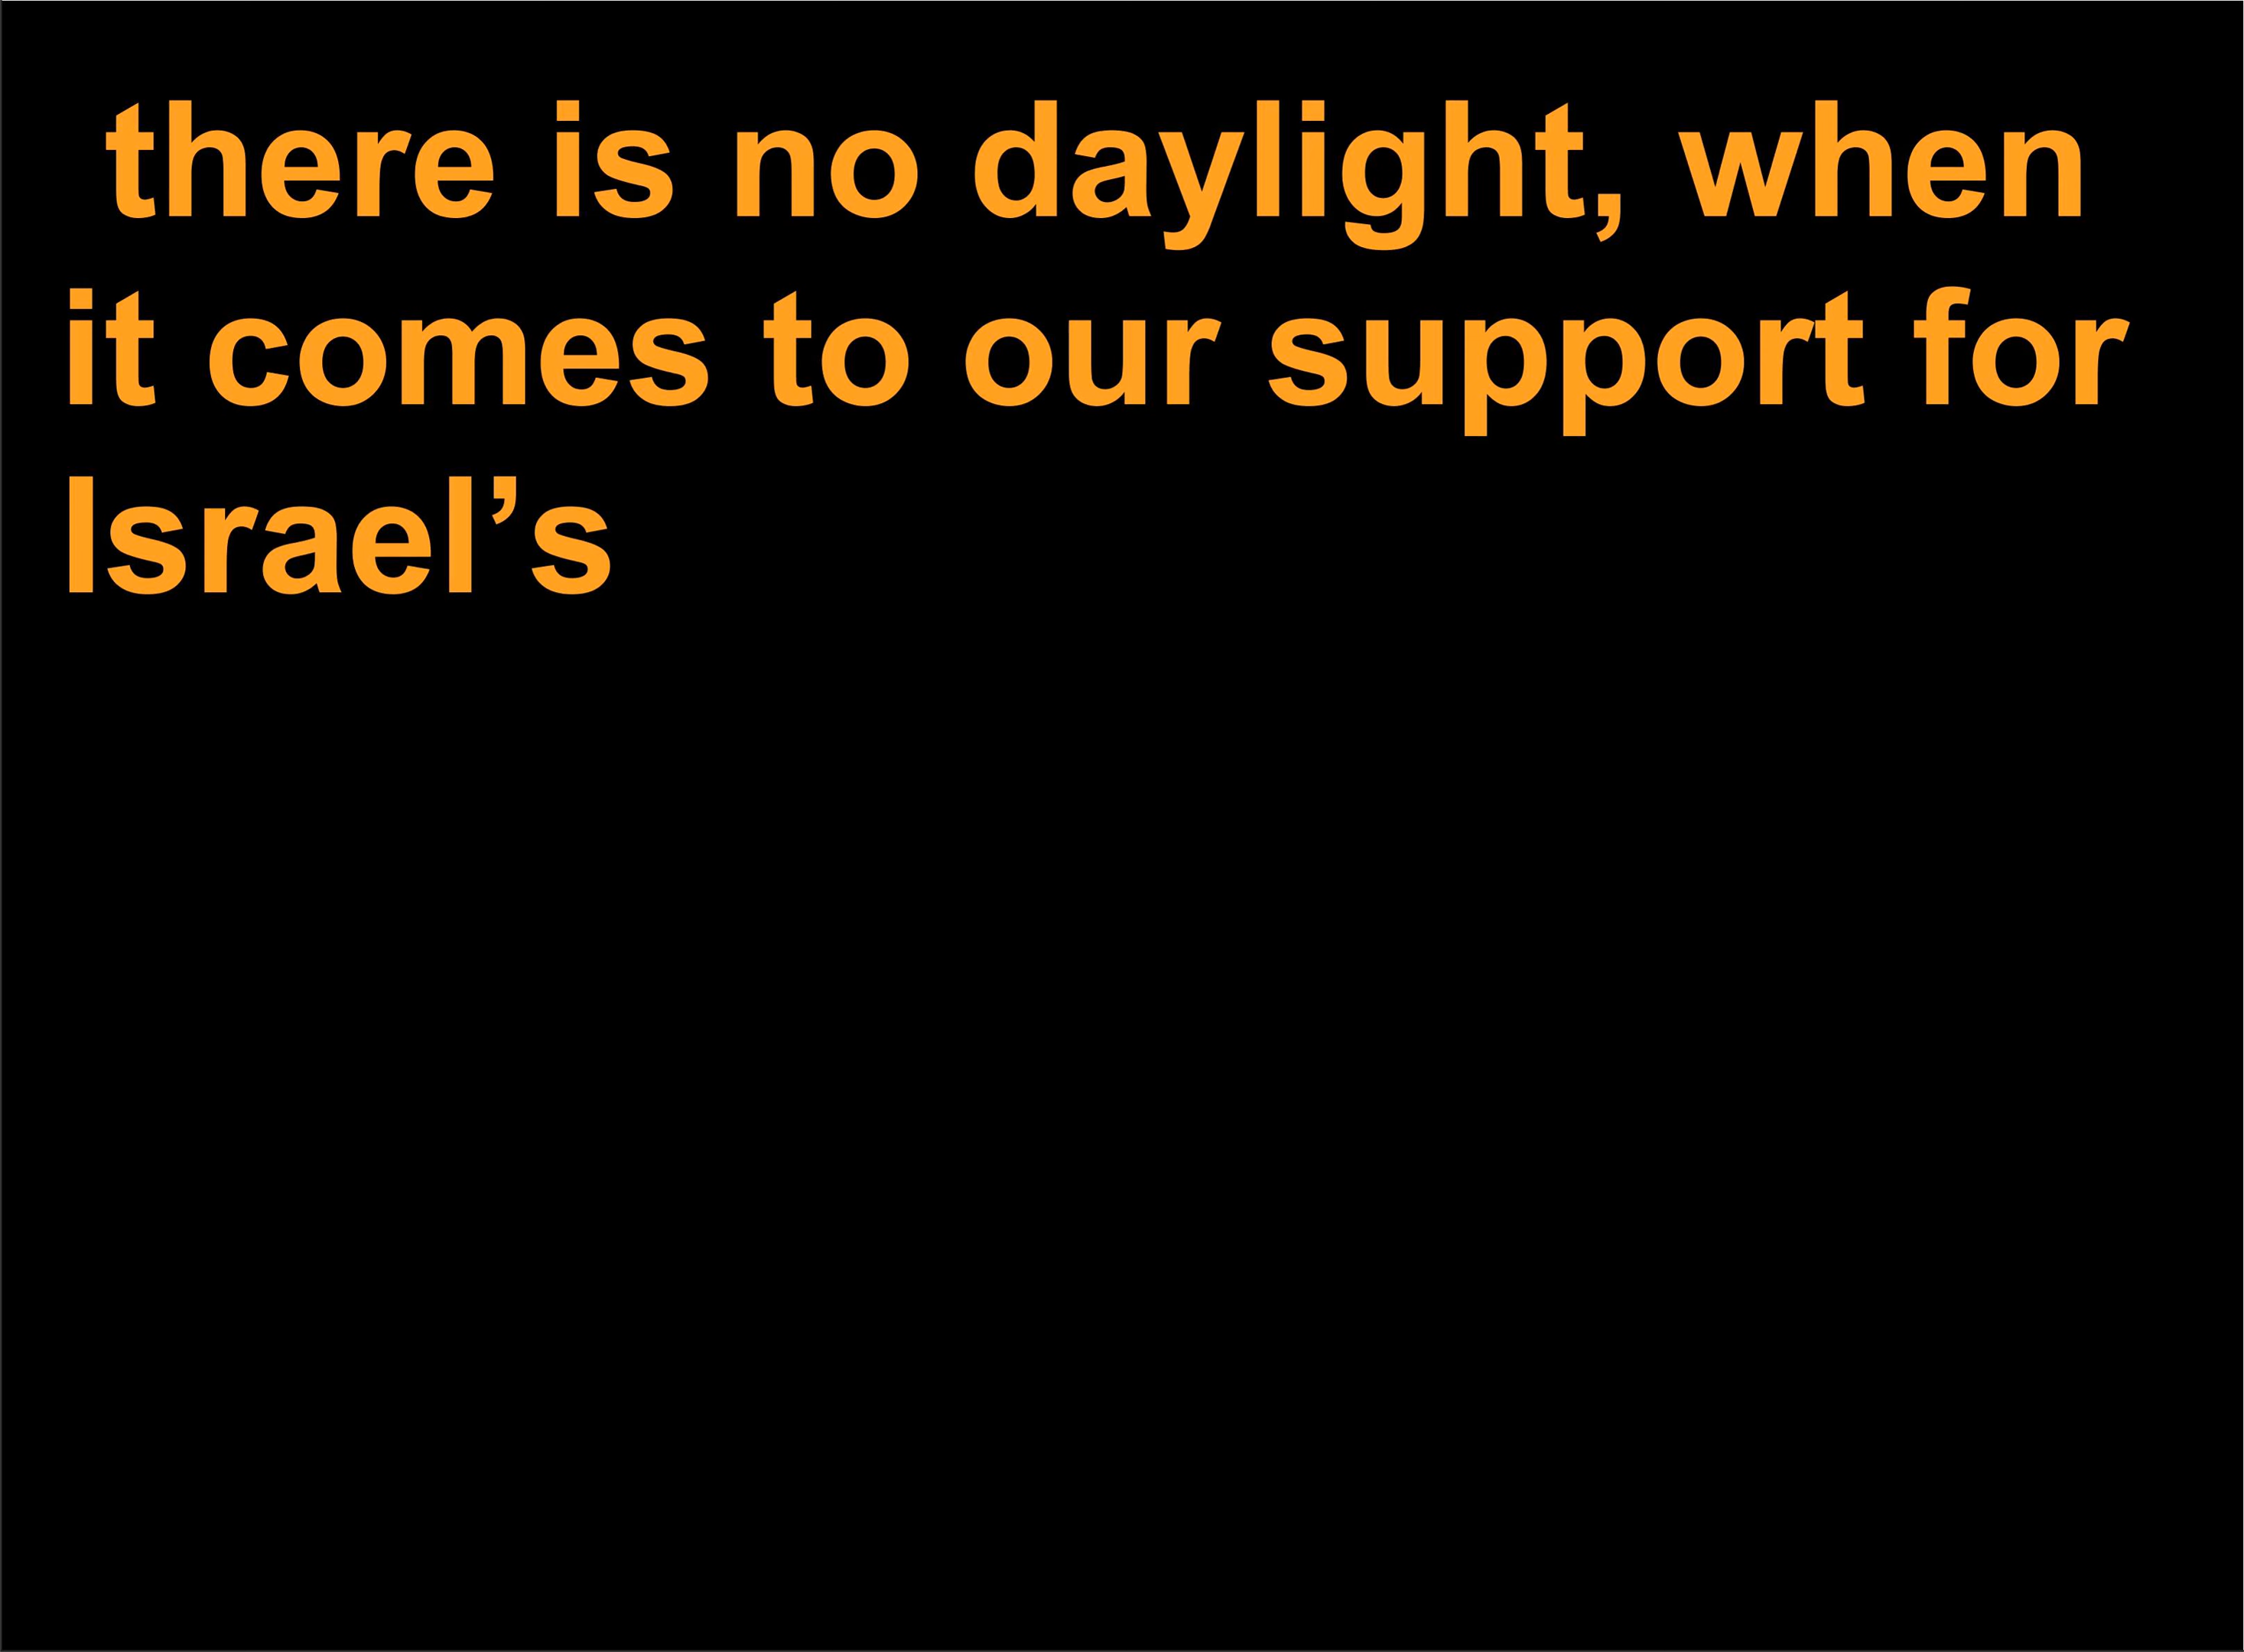 there is no daylight, when
it comes to our support for
Israel’s